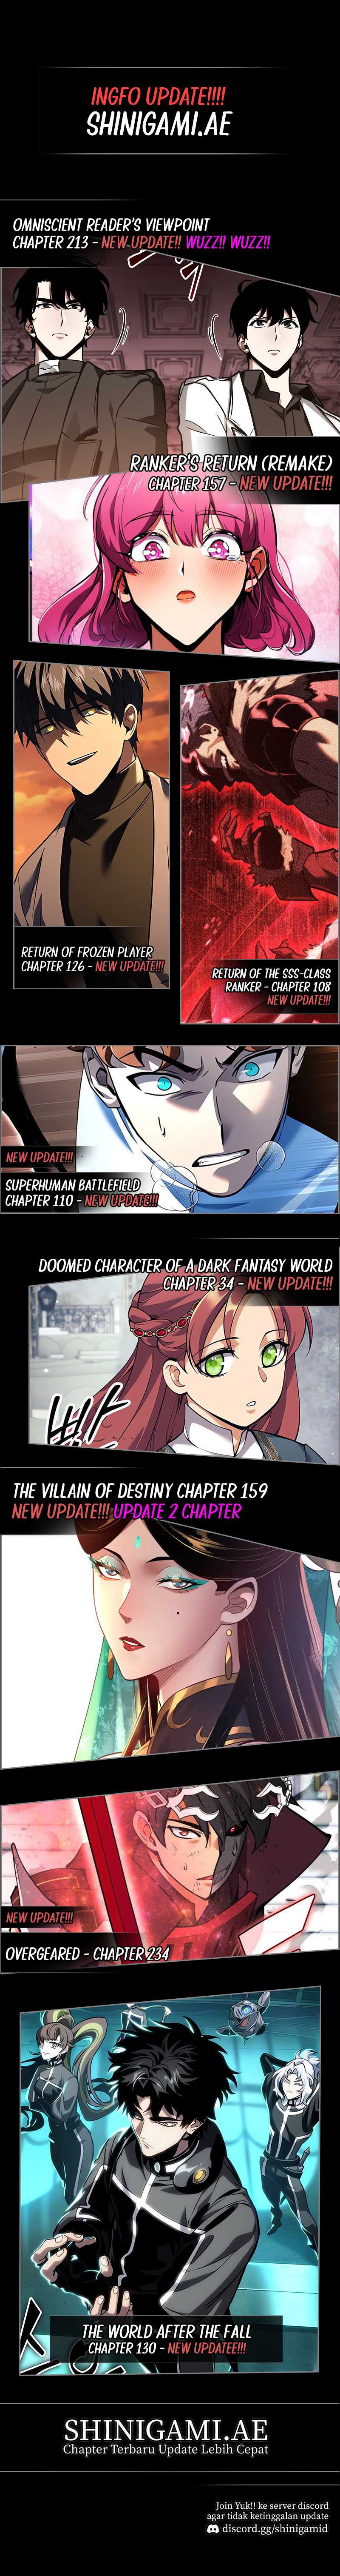 INGFO UPDATE!!!!
SHINIGAMI.AE
OMNISCIENT READER'S VIEWPOINT
CHAPTER 213 - NEW UPDATE!! WUZZ!! WUZZ!!
RANKER'S RETURN (REMAKE)
CHAPTER 157 - NEW UPDATE!!!
RETURN OF FROZEN PLAYER
CHAPTER 126 - NEW UPDATE!!!
RETURN OF THE SSS-CLASS
RANKER - CHAPTER 108
NEW UPDATE!!!
NEW UPDATE!!!
SUPERHUMAN BATTLEFIELD
CHAPTER 110 - NEW UPDATE!!!
DOOMED CHARACTER OF A DARK FANTASY WORLD
CHAPTER 34 - NEW UPDATE!!!
THE VILLAIN OF DESTINY CHAPTER 159
NEW UPDATE!!! UPDATE 2 CHAPTER
NEW UPDATE!!!
OVERGEARED - CHAPTER 234
THE WORLD AFTER THE FALL
CHAPTER 130 - NEW UPDATEE!!!
SHINIGAMI.AE
Chapter Terbaru Update Lebih Cepat
Join Yuk!! ke server discord
agar tidak ketinggalan update
discord.gg/shinigamid